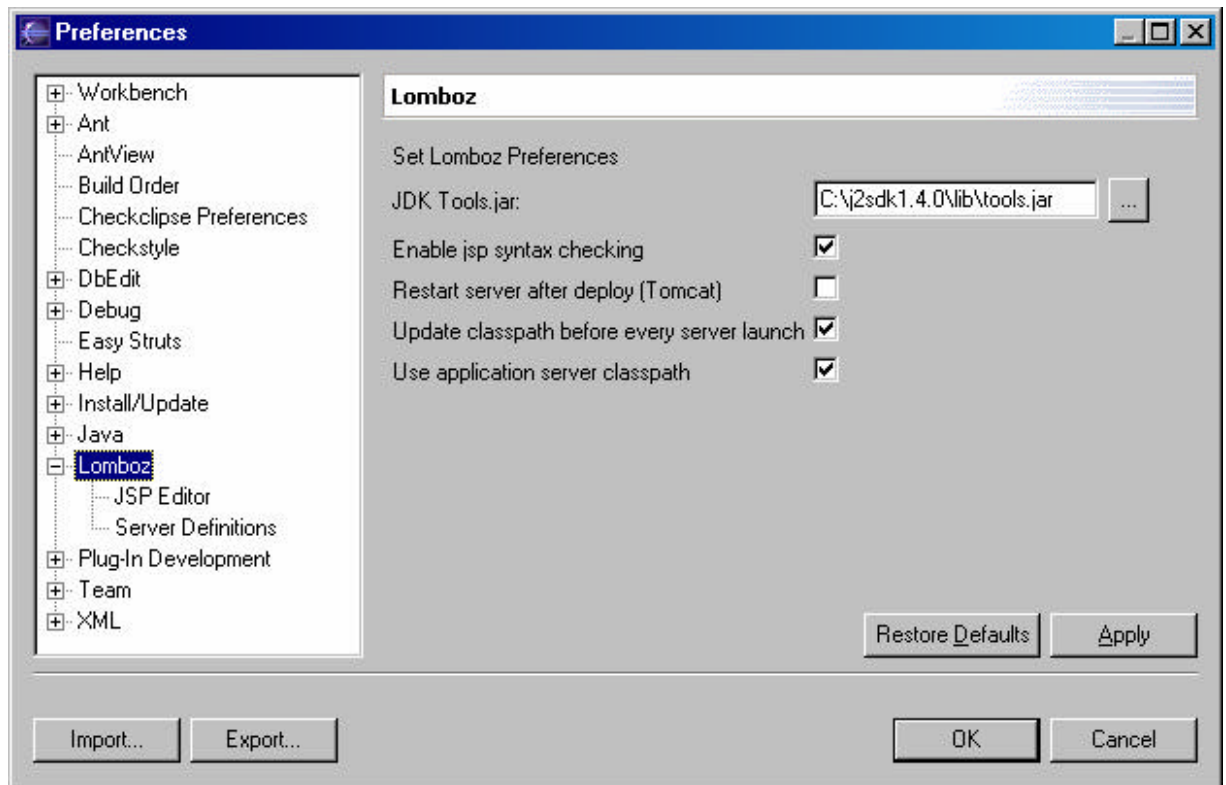 Preferences
Workbench
Ant
AntView
Build Order
Checkclipse Preferences
Checkstyle
DbEdit
Debug
Easy Struts
Help
Install/Update
Java
Lomboz
JSP Editor
Server Definitions
Plug-In Development
Team
XML
Lomboz
Set Lomboz Preferences
JDK Tools.jar: C:\j2sdk1.4.0\lib\tools.jar ...
Enable jsp syntax checking
Restart server after deploy (Tomcat)
Update classpath before every server launch
Use application server classpath
Restore Defaults Apply
Import... Export... OK Cancel